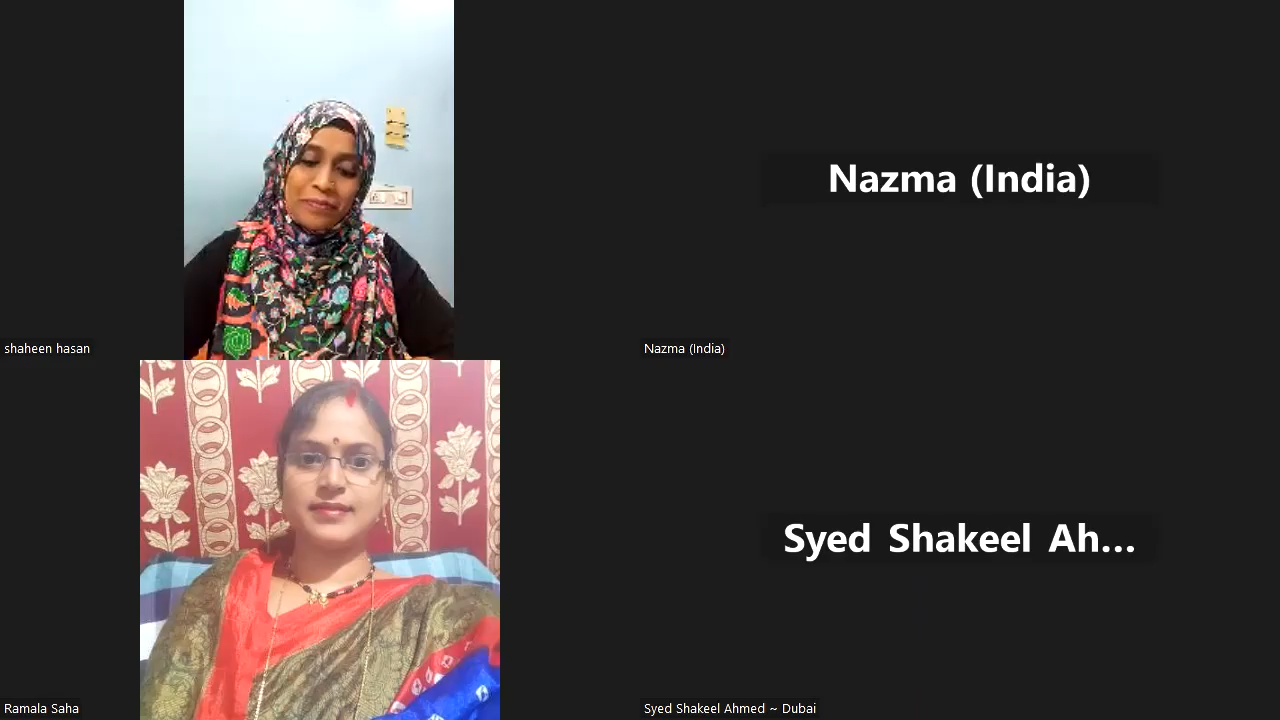 Nazma (India)
shaheen hasan
Nazma (India)
Syed Shakeel Ah...
Ramala Saha
Syed Shakeel Ahmed ~ Dubai